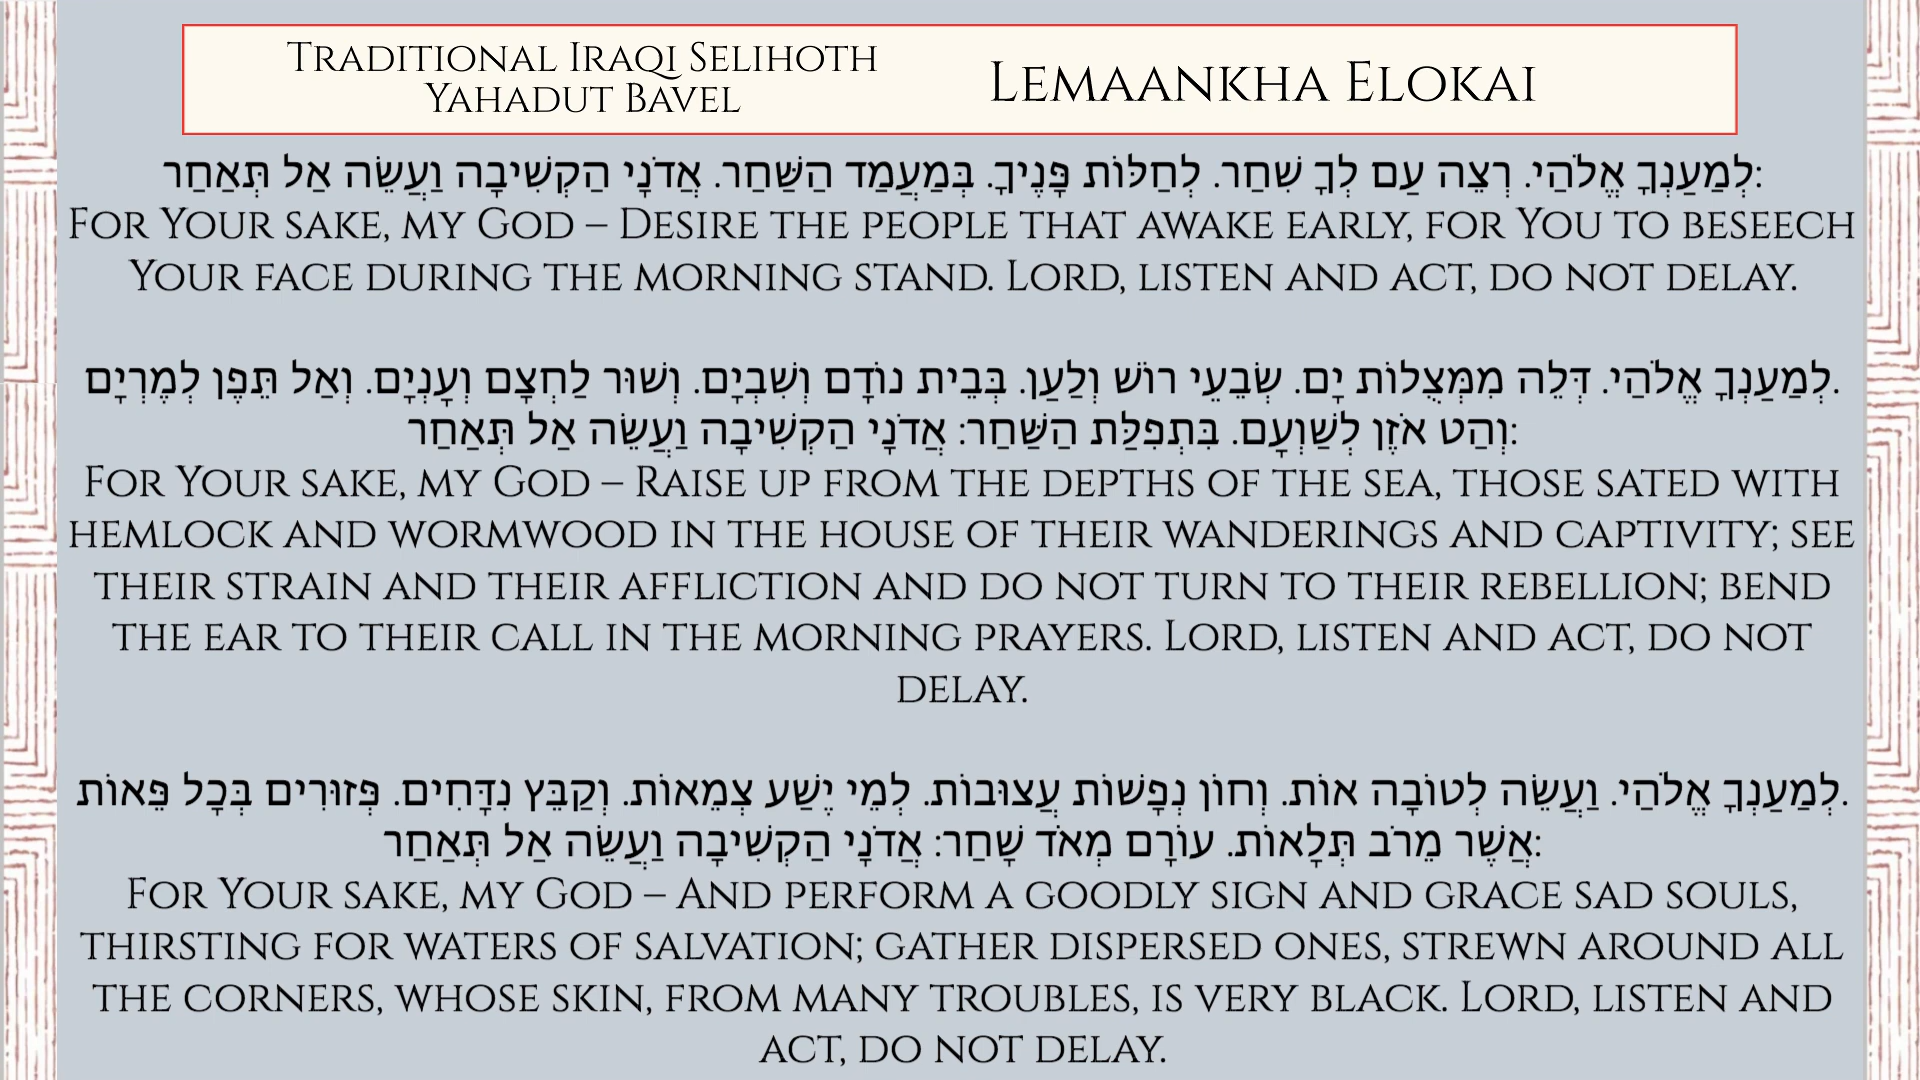 Traditional Iraqi Selihoth
Yahadut Bavel
Lemaankha Elokai
לְמַעַנְךָ אֱלֹהַי. רְצֵה עַם לְךָ שִׁחַר. לְחַלּוֹת פָּנֶיךָ. בְּמַעֲמַד הַשַּׁחַר. אֲדֹנָי הַקְשִׁיבָה וַעֲשֵׂה אַל תְּאַחַר:
For Your sake, my God – Desire the people that awake early, for You to beseech
Your face during the morning stand. Lord, listen and act, do not delay.
לְמַעַנְךָ אֱלֹהַי. דְּלֵה מִמְּצֻלוֹת יָם. שְׂבֵעֵי רוֹשׁ וְלַעַן. בְּבֵית נוֹדָם וְשִׁבְיָם. וְשׁוּר לַחְצָם וְעָנְיָם. וְאַל תֵּפֶן לְמֶרְיָם.
וְהַט אֹזֶן לְשַׁוְעָם. בִּתְפִלַּת הַשַּׁחַר: אֲדֹנָי הַקְשִׁיבָה וַעֲשֵׂה אַל תְּאַחַר:
For Your sake, my God – Raise up from the depths of the sea, those sated with
hemlock and wormwood in the house of their wanderings and captivity; see
their strain and their affliction and do not turn to their rebellion; bend
the ear to their call in the morning prayers. Lord, listen and act, do not
delay.
לְמַעַנְךָ אֱלֹהַי. וַעֲשֵׂה לְטוֹבָה אוֹת. וְחוֹן נְפָשׁוֹת עֲצוּבוֹת. לְמֵי יֶשַׁע צְמֵאוֹת. וְקַבֵּץ נִדָּחִים. פְּזוּרִים בְּכָל פֵּאוֹת.
אֲשֶׁר מֵרֹב תְּלָאוֹת. עוֹרָם מְאֹד שָׁחַר: אֲדֹנָי הַקְשִׁיבָה וַעֲשֵׂה אַל תְּאַחַר:
For Your sake, my God – And perform a goodly sign and grace sad souls,
thirsting for waters of salvation; gather dispersed ones, strewn around all
the corners, whose skin, from many troubles, is very black. Lord, listen and
act, do not delay.